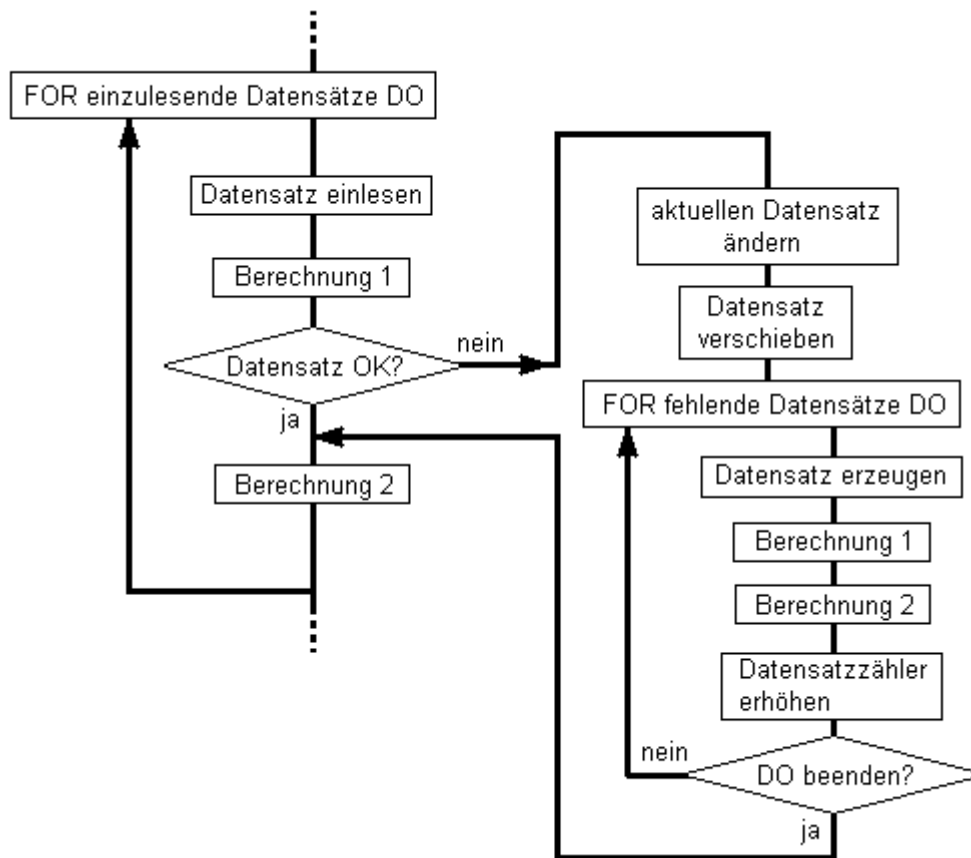 FOR einzulesende Datensätze DO
Datensatz einlesen
Berechnung 1
Datensatz OK?
nein
ja
Berechnung 2
aktuellen Datensatz
ändern
Datensatz
verschieben
FOR fehlende Datensätze DO
Datensatz erzeugen
Berechnung 1
Berechnung 2
Datensatzzähler
erhöhen
DO beenden?
nein
ja